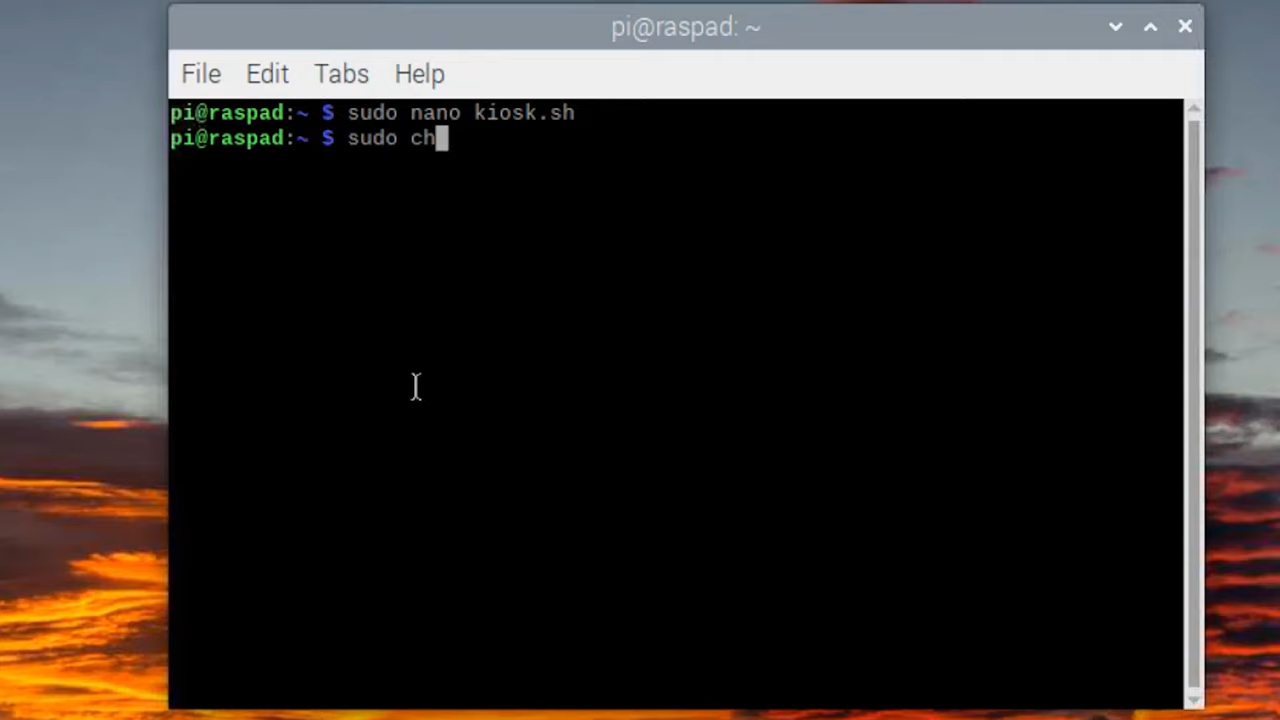 pi@raspad: ~
File Edit Tabs Help
pi@raspad:~ $ sudo nano kiosk.sh
pi@raspad:~ $ sudo ch